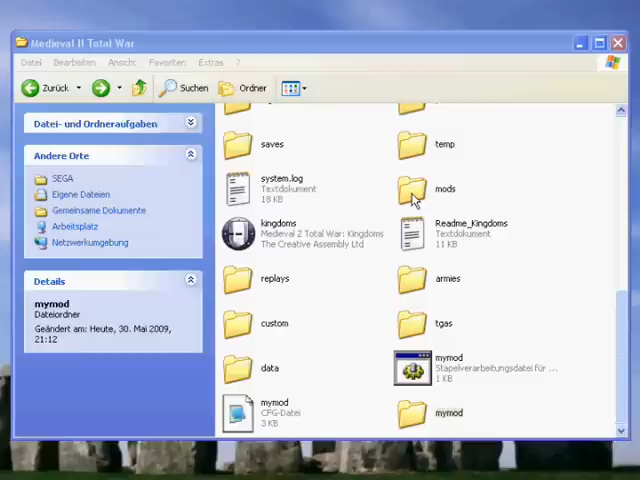 Medieval II Total War
Datei Bearbeiten Ansicht Favoriten Extras ?
Zurück Suchen Ordner
Datei- und Ordneraufgaben
Andere Orte
SEGA
Eigene Dateien
Gemeinsame Dokumente
Arbeitsplatz
Netzwerkumgebung
Details
mymod
Dateiordner
Geändert am: Heute, 30. Mai 2009,
21:12
saves
temp
system.log
Textdokument
18 KB
mods
kingdoms
Medieval 2 Total War: Kingdoms
The Creative Assembly Ltd
Readme_Kingdoms
Textdokument
11 KB
replays
armies
custom
tgas
data
mymod
Stapelverarbeitungsdatei für ...
1 KB
mymod
CFG-Datei
3 KB
mymod